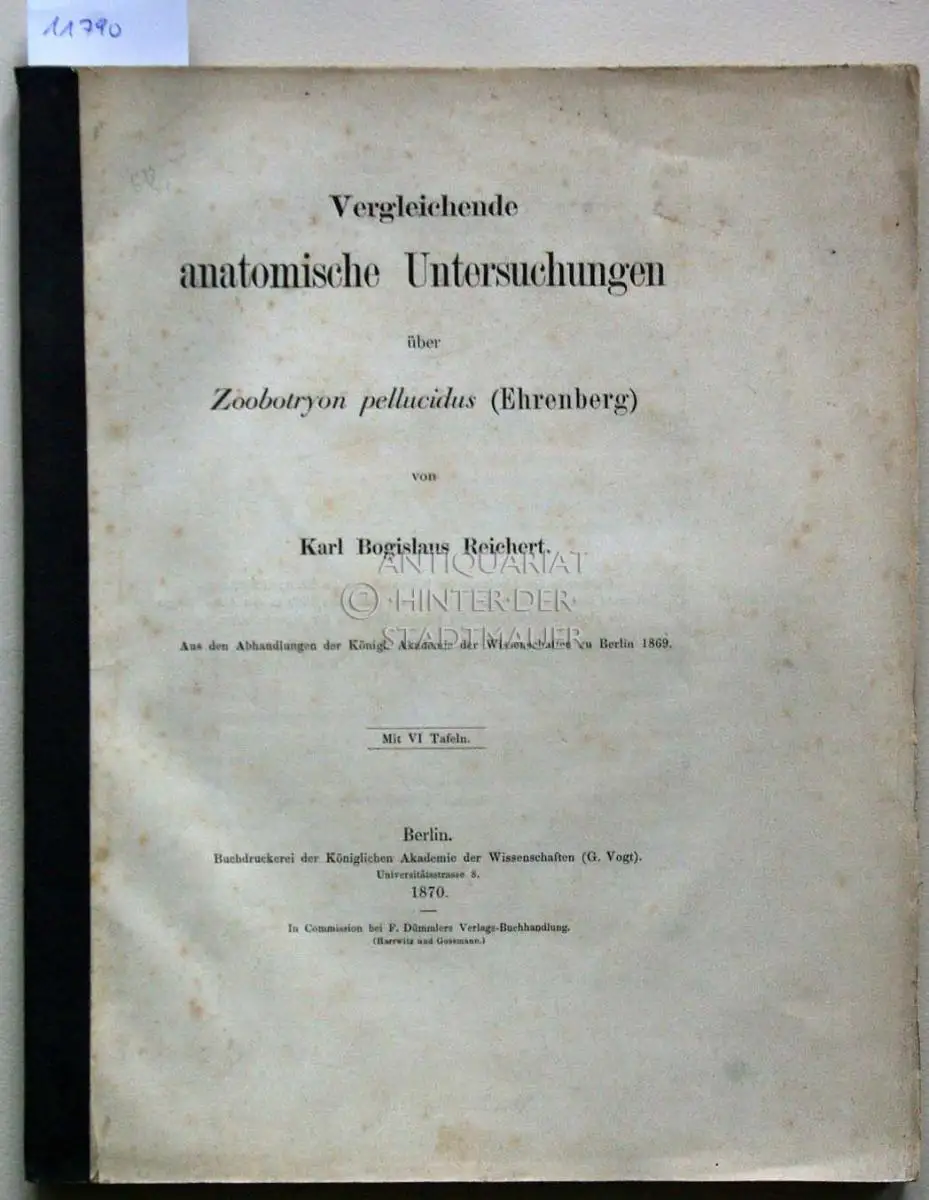 11790
Vergleichende
anatomische Untersuchungen
über
Zoobotryon pellucidus (Ehrenberg)
von
Karl Bogislaus Reichert.
ANTIQUARIAT
© HINTER·DER·
STADTMAUER
Aus den Abhandlungen der Königl. Akademie der Wissenschaften zu Berlin 1869.
Mit VI Tafeln.
Berlin.
Buchdruckerei der Königlichen Akademie der Wissenschaften (G. Vogt).
Universitätsstrasse 8.
1870.
In Commission bei F. Dümmlers Verlags-Buchhandlung.
(Harrwitz und Gossmann.)